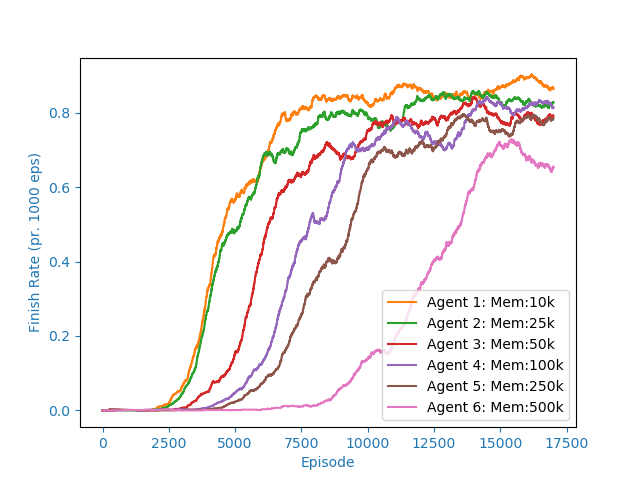 0.8
0.6
0.4
0.2
0.0
Finish Rate (pr. 1000 eps)
Agent 1: Mem:10k
Agent 2: Mem:25k
Agent 3: Mem:50k
Agent 4: Mem:100k
Agent 5: Mem:250k
Agent 6: Mem:500k
0 2500 5000 7500 10000 12500 15000 17500
Episode